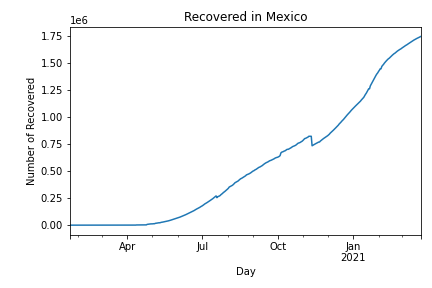 Recovered in Mexico
1e6
1.75
1.50
1.25
1.00
0.75
0.50
0.25
0.00
Number of Recovered
Apr
Jul
Oct
Jan
2021
Day